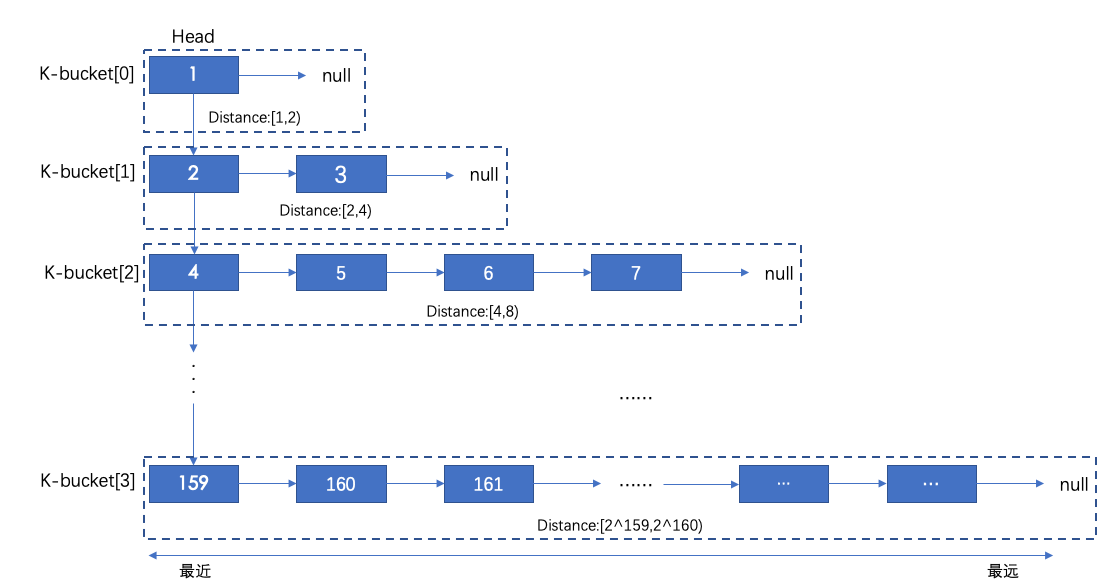 Head
K-bucket[0] 1 null
Distance:[1,2)
K-bucket[1] 2 3 null
Distance:[2,4)
K-bucket[2] 4 5 6 7 null
Distance:[4,8)
......
K-bucket[3] 159 160 161 ...... ... ... null
Distance:[2^159,2^160)
最近 最远